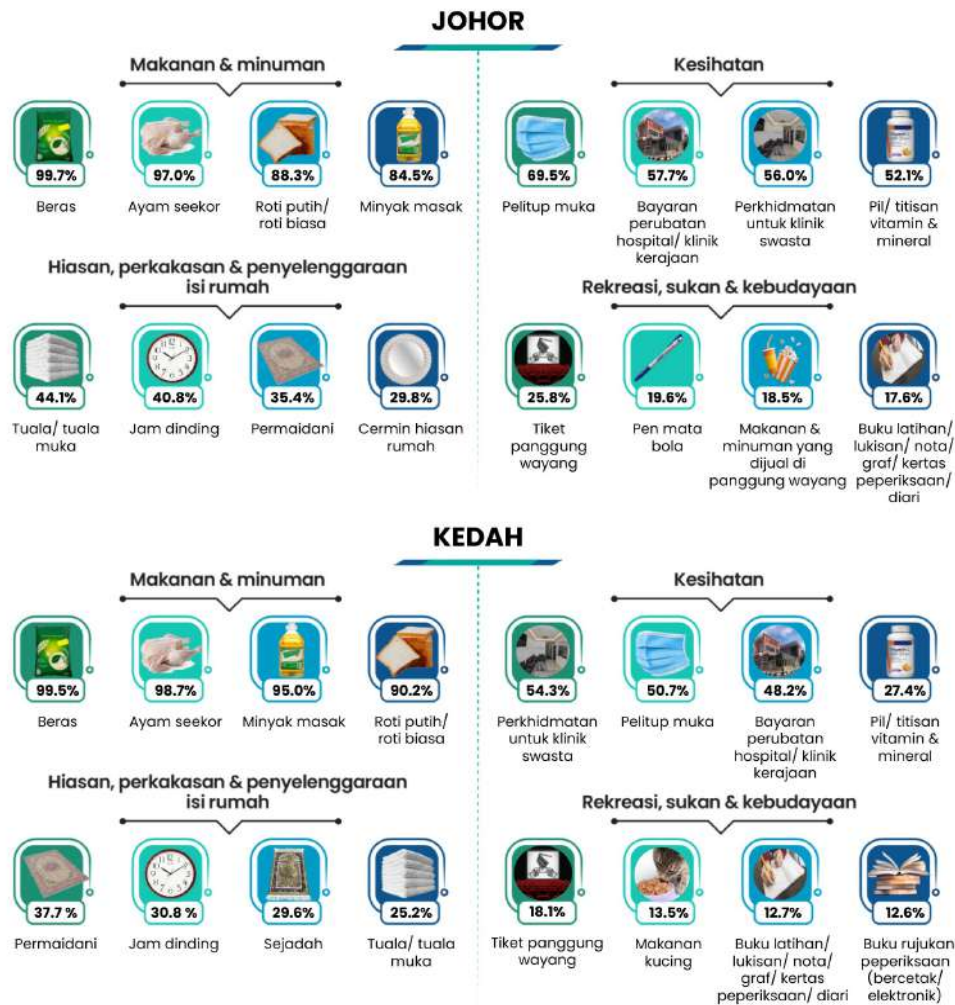 JOHOR
Makanan & minuman
99.7%
97.0%
88.3%
84.5%
Beras
Ayam seekor
Roti putih/
roti biasa
Minyak masak
Kesihatan
69.5%
57.7%
56.0%
52.1%
Pelitup muka
Bayaran
perubatan
hospital/ klinik
kerajaan
Perkhidmatan
untuk klinik
swasta
Pil/ titisan
vitamin &
mineral
Hiasan, perkakasan & penyelenggaraan
isi rumah
44.1%
40.8%
35.4%
29.8%
Tuala/ tuala
muka
Jam dinding
Permaidani
Cermin hiasan
rumah
Rekreasi, sukan & kebudayaan
25.8%
19.6%
18.5%
17.6%
Tiket
panggung
wayang
Pen mata
bola
Makanan &
minuman yang
dijual di
panggung wayang
Buku latihan/
lukisan/ nota/
graf/ kertas
peperiksaan/
diari
KEDAH
Makanan & minuman
99.5%
98.7%
95.0%
90.2%
Beras
Ayam seekor
Minyak masak
Roti putih/
roti biasa
Kesihatan
54.3%
50.7%
48.2%
27.4%
Perkhidmatan
untuk klinik
swasta
Pelitup muka
Bayaran
perubatan
hospital/ klinik
kerajaan
Pil/ titisan
vitamin &
mineral
Hiasan, perkakasan & penyelenggaraan
isi rumah
37.7 %
30.8 %
29.6%
25.2%
Permaidani
Jam dinding
Sejadah
Tuala/ tuala
muka
Rekreasi, sukan & kebudayaan
18.1%
13.5%
12.7%
12.6%
Tiket panggung
wayang
Makanan
kucing
Buku latihan/
lukisan/ nota/
graf/ kertas
peperiksaan/ diari
Buku rujukan
peperiksaan
(bercetak/
elektronik)